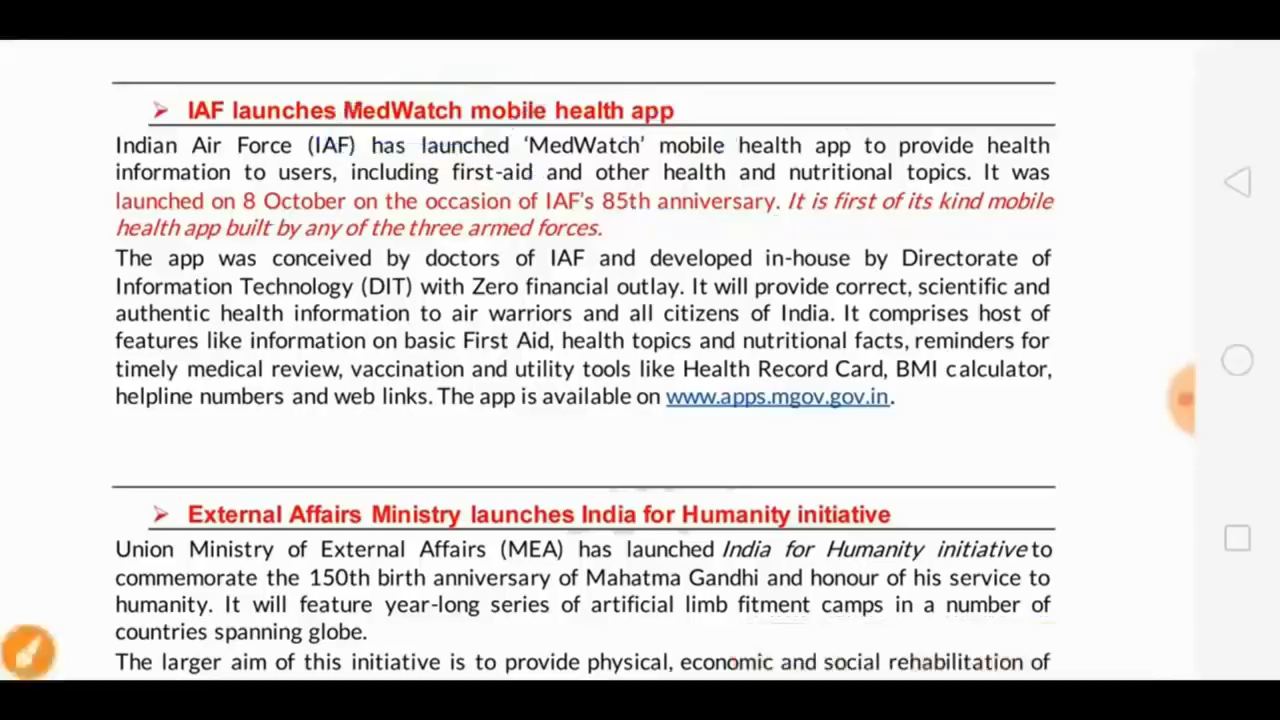 ➢ IAF launches MedWatch mobile health app
Indian Air Force (IAF) has launched ‘MedWatch’ mobile health app to provide health
information to users, including first-aid and other health and nutritional topics. It was
launched on 8 October on the occasion of IAF's 85th anniversary. It is first of its kind mobile
health app built by any of the three armed forces.
The app was conceived by doctors of IAF and developed in-house by Directorate of
Information Technology (DIT) with Zero financial outlay. It will provide correct, scientific and
authentic health information to air warriors and all citizens of India. It comprises host of
features like information on basic First Aid, health topics and nutritional facts, reminders for
timely medical review, vaccination and utility tools like Health Record Card, BMI calculator,
helpline numbers and web links. The app is available on www.apps.mgov.gov.in.
➢ External Affairs Ministry launches India for Humanity initiative
Union Ministry of External Affairs (MEA) has launched India for Humanity initiative to
commemorate the 150th birth anniversary of Mahatma Gandhi and honour of his service to
humanity. It will feature year-long series of artificial limb fitment camps in a number of
countries spanning globe.
The larger aim of this initiative is to provide physical, economic and social rehabilitation of